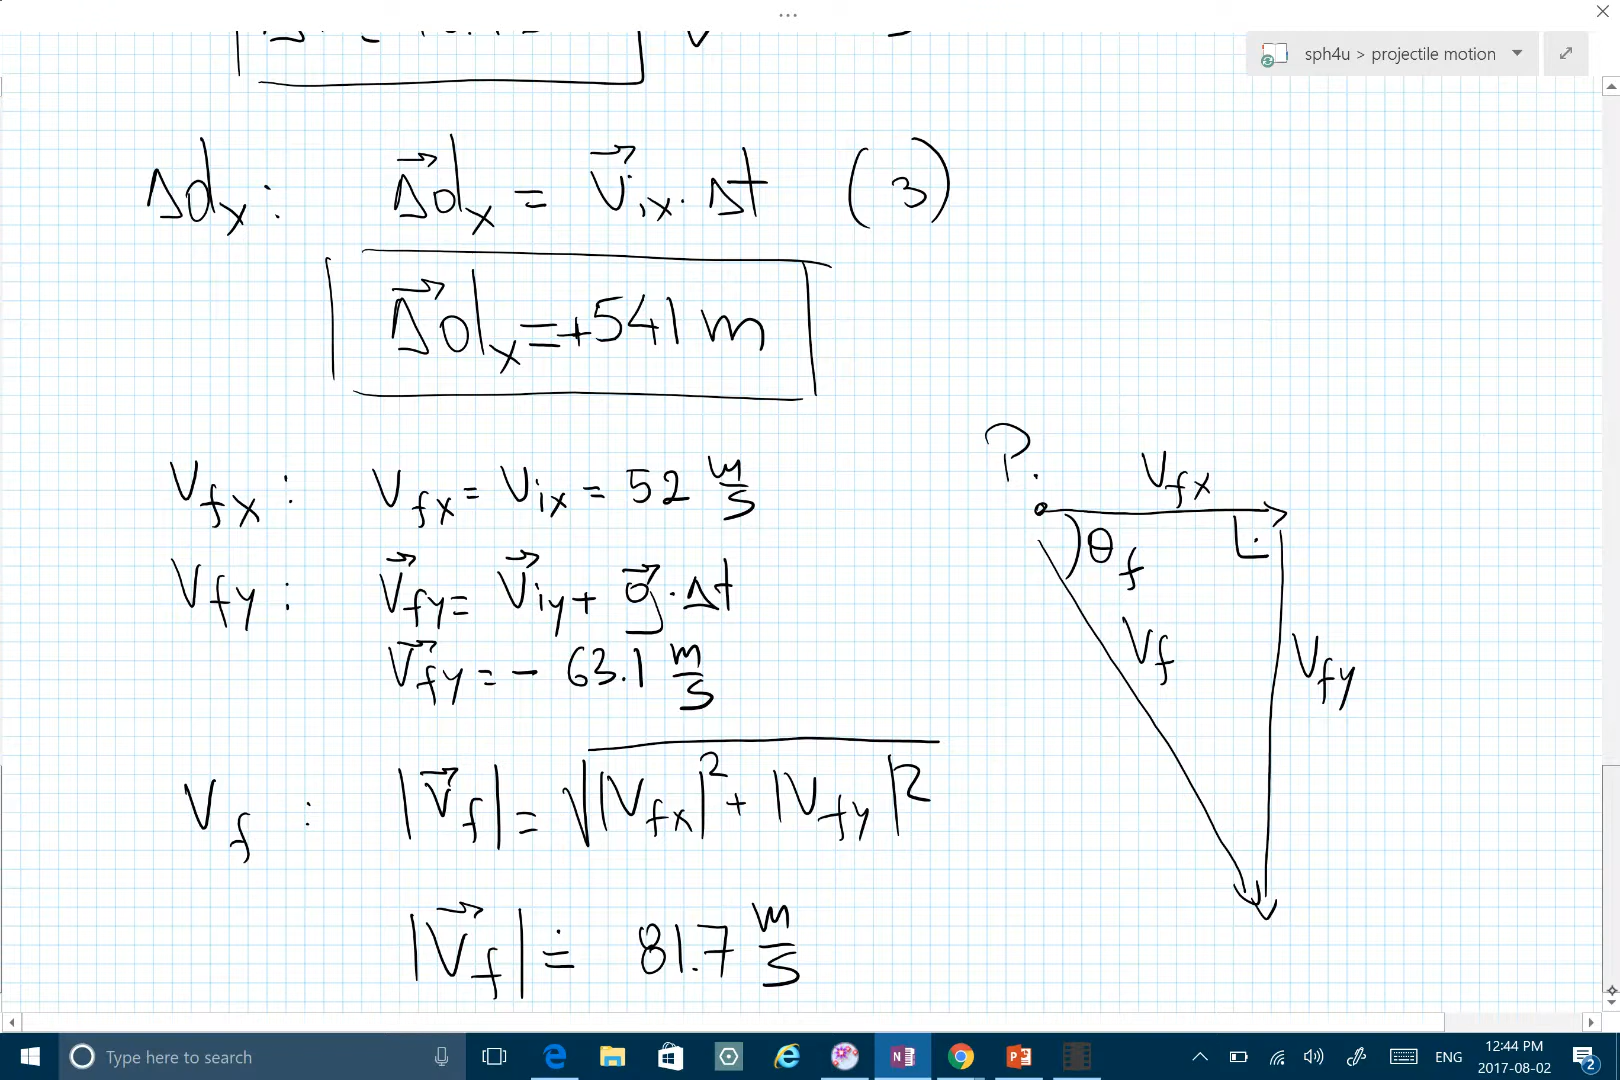 sph4u > projectile motion
Δdx: Δd⃗x = V⃗ix · Δt (3)
Δd⃗x = +541 m
Vfx: Vfx = Vix = 52 m/s
Vfy: V⃗fy = V⃗iy + g⃗ · Δt
V⃗fy = - 63.1 m/s
Vf: |V⃗f| = √|Vfx|² + |Vfy|²
|V⃗f| ≐ 81.7 m/s
P.
Vfx
θf
Vf
Vfy
Type here to search
ENG
12:44 PM
2017-08-02
2